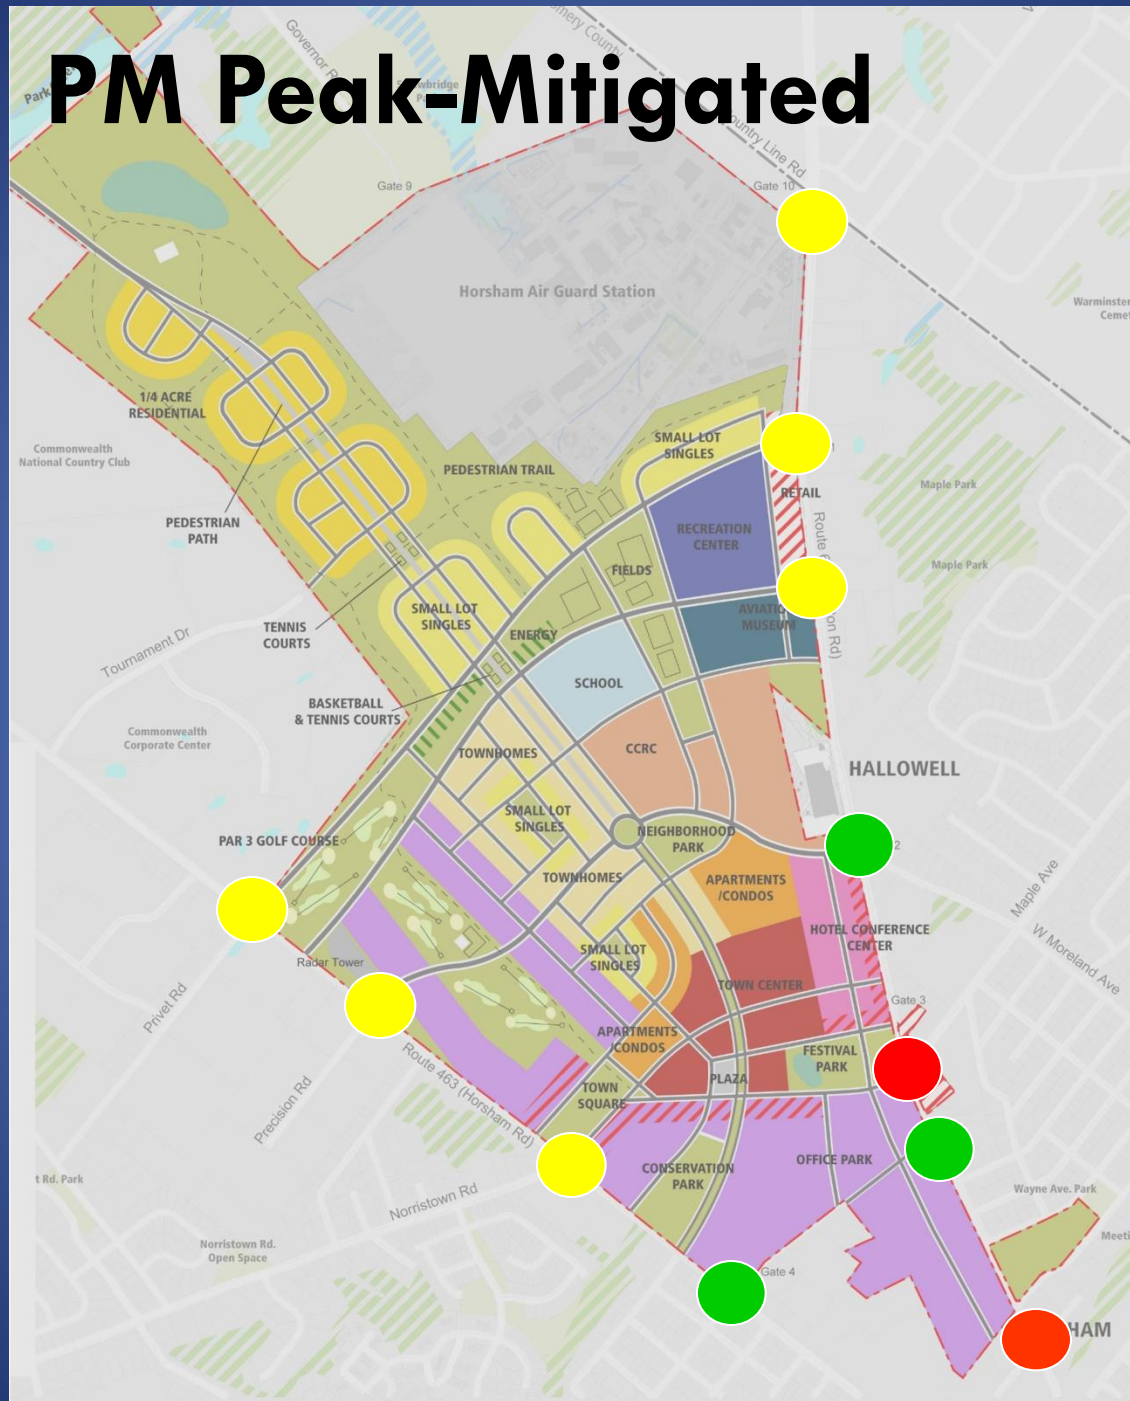 PM Peak-Mitigated
Country Line Rd
Gate 9
Gate 10
Horsham Air Guard Station
1/4 ACRE
RESIDENTIAL
Commonwealth
National Country Club
PEDESTRIAN TRAIL
SMALL LOT
SINGLES
RETAIL
Maple Park
PEDESTRIAN
PATH
RECREATION
CENTER
Maple Park
FIELDS
SMALL LOT
SINGLES
TENNIS
COURTS
ENERGY
MUSEUM
Tournament Dr
SCHOOL
BASKETBALL
& TENNIS COURTS
Commonwealth
Corporate Center
TOWNHOMES
CCRC
HALLOWELL
SMALL LOT
SINGLES
PAR 3 GOLF COURSE
NEIGHBORHOOD
PARK
TOWNHOMES
APARTMENTS
/CONDOS
Maple Ave
HOTEL CONFERENCE
CENTER
W Moreland Ave
SMALL LOT
SINGLES
Radar Tower
TOWN CENTER
Gate 3
Privet Rd
APARTMENTS
/CONDOS
FESTIVAL
PARK
Route 463 (Horsham Rd)
PLAZA
TOWN
SQUARE
Precision Rd
OFFICE PARK
CONSERVATION
PARK
Wayne Ave. Park
Norristown Rd
Norristown Rd.
Open Space
Gate 4